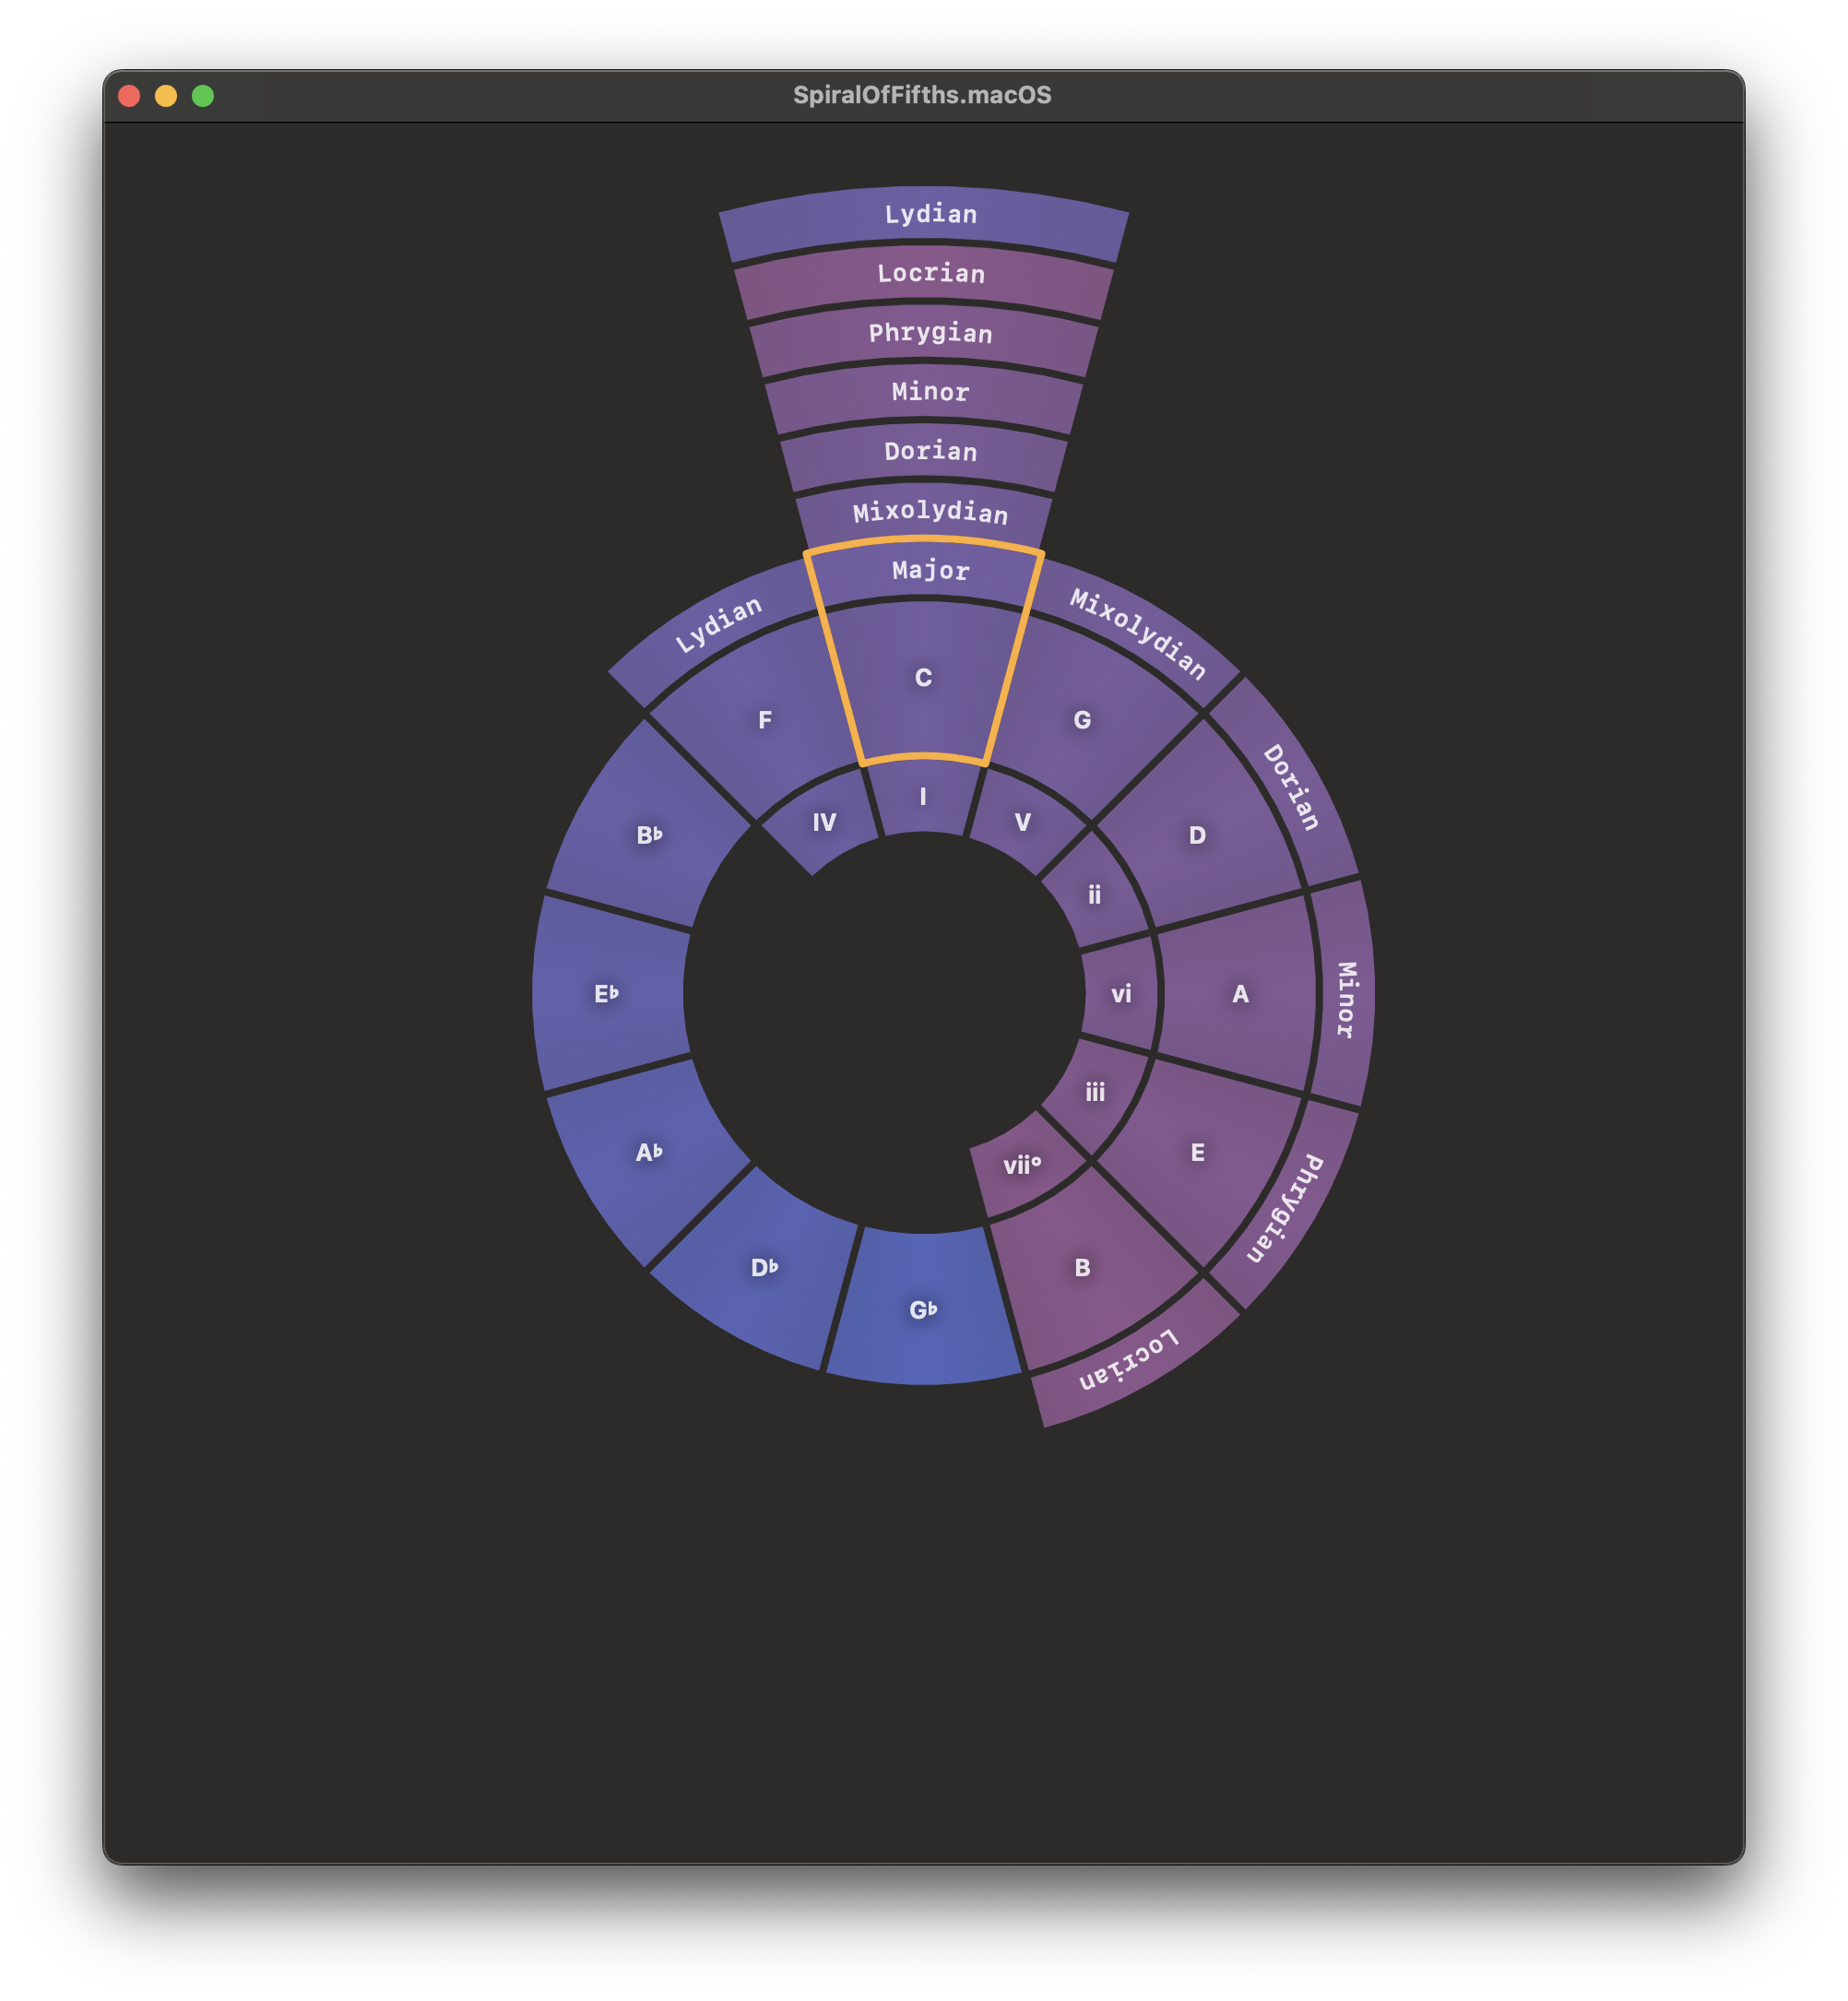 SpiralOfFifths.macOS
Lydian
Locrian
Phrygian
Minor
Dorian
Mixolydian
Major
Lydian
Mixolydian
Dorian
Minor
Phrygian
Locrian
C
G
D
A
E
B
G♭
D♭
A♭
E♭
B♭
F
IV
I
V
ii
vi
iii
vii°